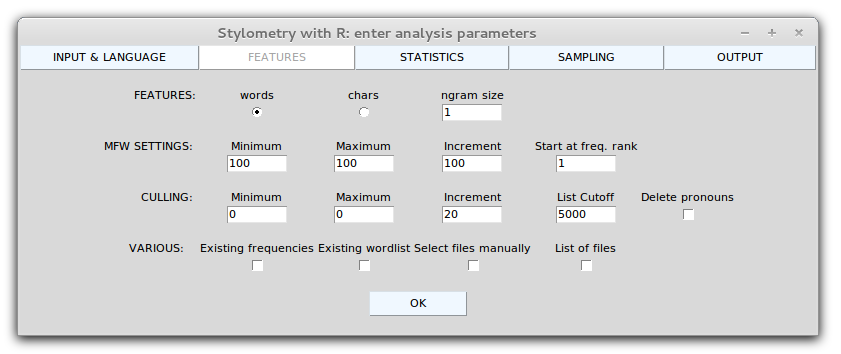 Stylometry with R: enter analysis parameters
INPUT & LANGUAGE FEATURES STATISTICS SAMPLING OUTPUT
FEATURES: words chars ngram size
1
MFW SETTINGS: Minimum Maximum Increment Start at freq. rank
100 100 100 1
CULLING: Minimum Maximum Increment List Cutoff Delete pronouns
0 0 20 5000
VARIOUS: Existing frequencies Existing wordlist Select files manually List of files
OK